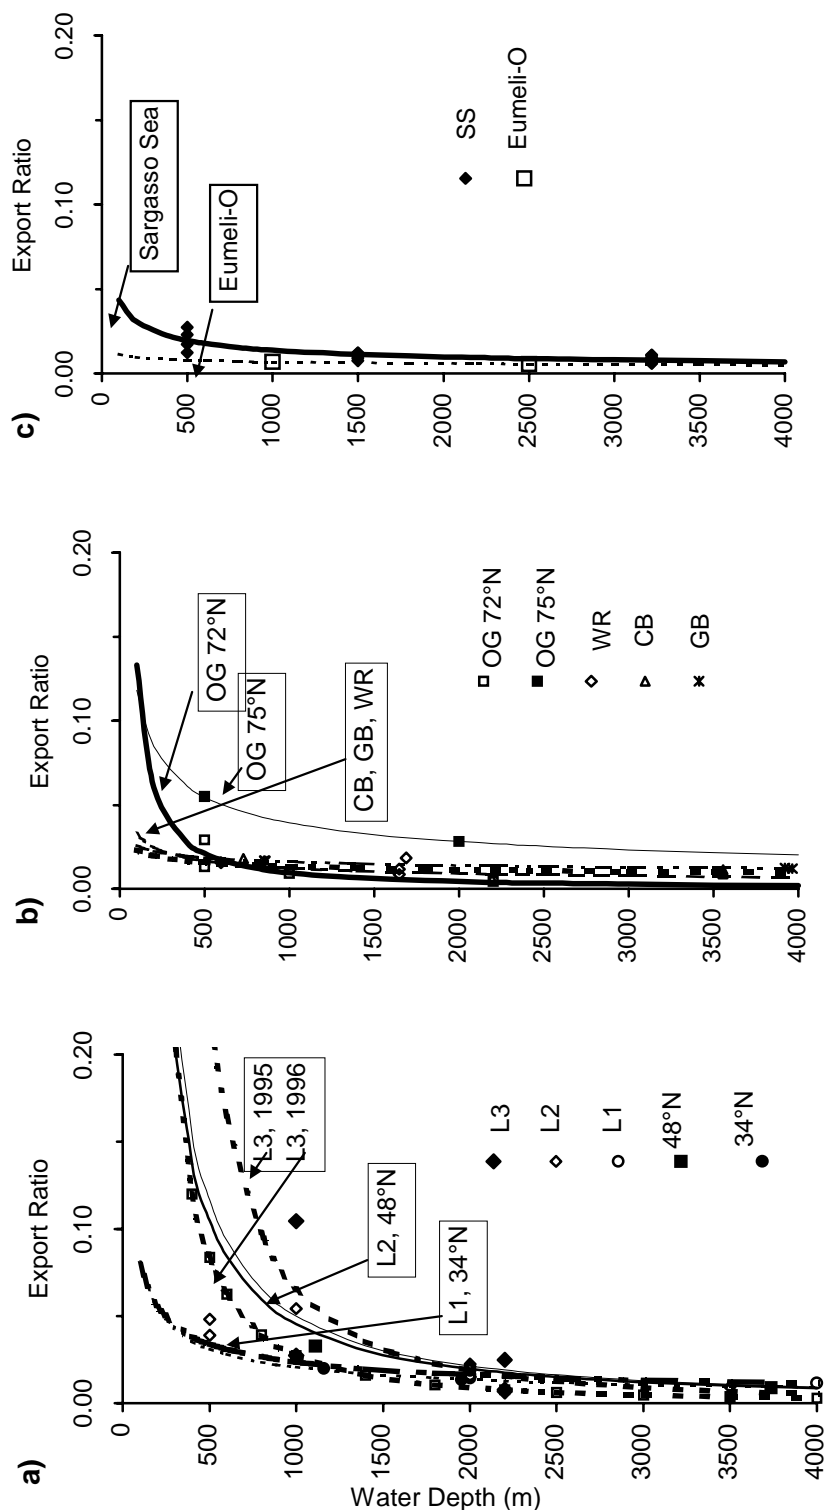 a)
Export Ratio
0.00
0.10
0.20
Water Depth (m)
0
500
1000
1500
2000
2500
3000
3500
4000
L3, 1995
L3, 1996
L2, 48°N
L1, 34°N
L3
L2
L1
48°N
34°N
b)
Export Ratio
0.00
0.10
0.20
0
500
1000
1500
2000
2500
3000
3500
4000
OG 72°N
OG 75°N
CB, GB, WR
OG 72°N
OG 75°N
WR
CB
GB
c)
Export Ratio
0.00
0.10
0.20
0
500
1000
1500
2000
2500
3000
3500
4000
Sargasso Sea
Eumeli-O
SS
Eumeli-O